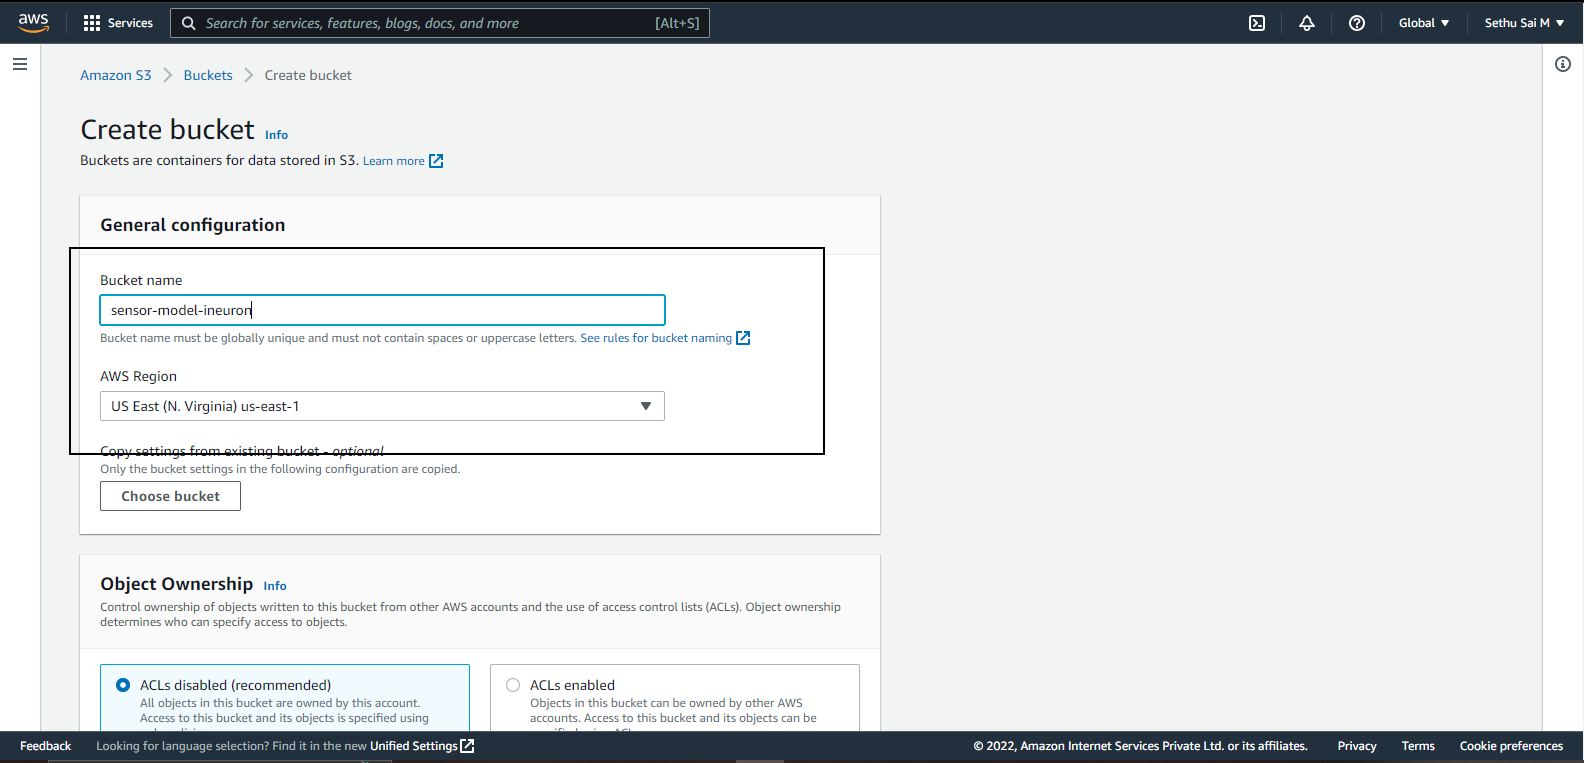 aws Services Search for services, features, blogs, docs, and more [Alt+S] Global Sethu Sai M
Amazon S3 Buckets Create bucket
Create bucket Info
Buckets are containers for data stored in S3. Learn more
General configuration
Bucket name
sensor-model-ineuron
Bucket name must be globally unique and must not contain spaces or uppercase letters. See rules for bucket naming
AWS Region
US East (N. Virginia) us-east-1
Copy settings from existing bucket - optional
Only the bucket settings in the following configuration are copied.
Choose bucket
Object Ownership Info
Control ownership of objects written to this bucket from other AWS accounts and the use of access control lists (ACLs). Object ownership
determines who can specify access to objects.
ACLs disabled (recommended)
All objects in this bucket are owned by this account.
Access to this bucket and its objects is specified using
ACLs enabled
Objects in this bucket can be owned by other AWS
accounts. Access to this bucket and its objects can be
Feedback Looking for language selection? Find it in the new Unified Settings © 2022, Amazon Internet Services Private Ltd. or its affiliates. Privacy Terms Cookie preferences